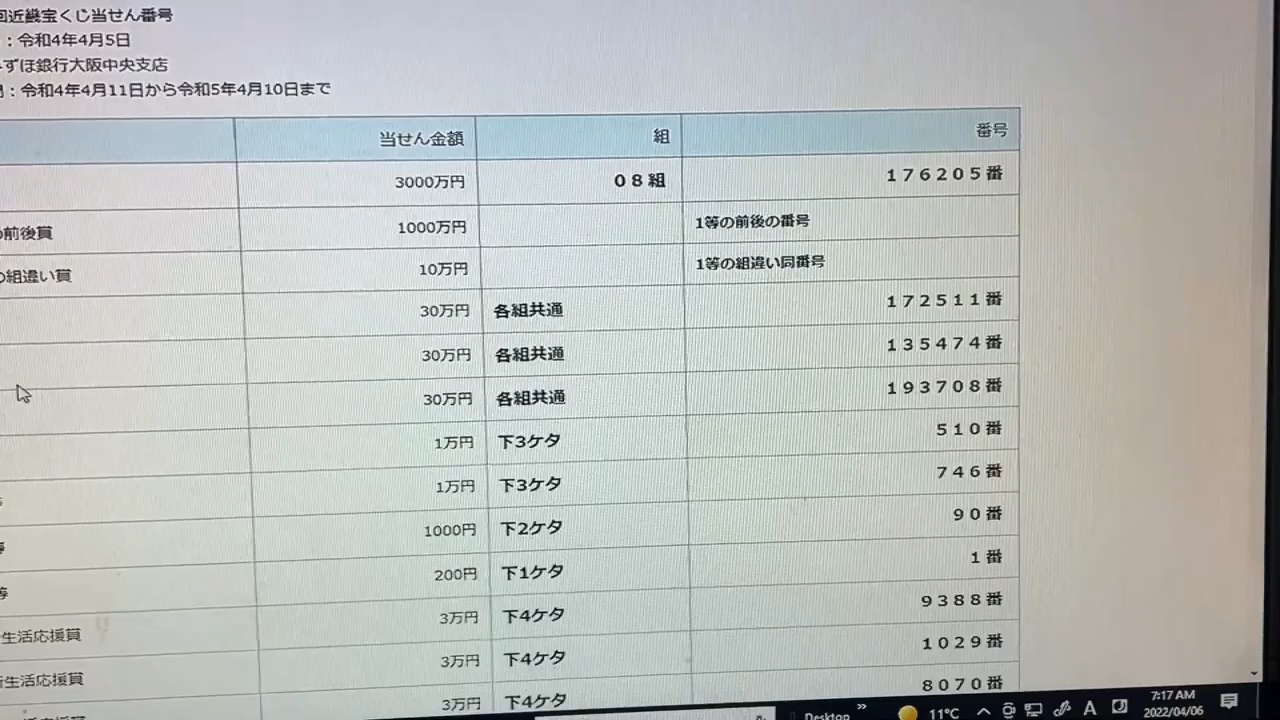 回近畿宝くじ当せん番号
：令和4年4月5日
みずほ銀行大阪中央支店
間：令和4年4月11日から令和5年4月10日まで
当せん金額 組 番号
3000万円 08組 176205番
の前後賞 1000万円 1等の前後の番号
の組違い賞 10万円 1等の組違い同番号
30万円 各組共通 172511番
30万円 各組共通 135474番
30万円 各組共通 193708番
1万円 下3ケタ 510番
1万円 下3ケタ 746番
1000円 下2ケタ 90番
等 200円 下1ケタ 1番
生活応援賞 3万円 下4ケタ 9388番
新生活応援賞 3万円 下4ケタ 1029番
3万円 下4ケタ 8070番
Desktop 11℃ A 7:17 AM
2022/04/06